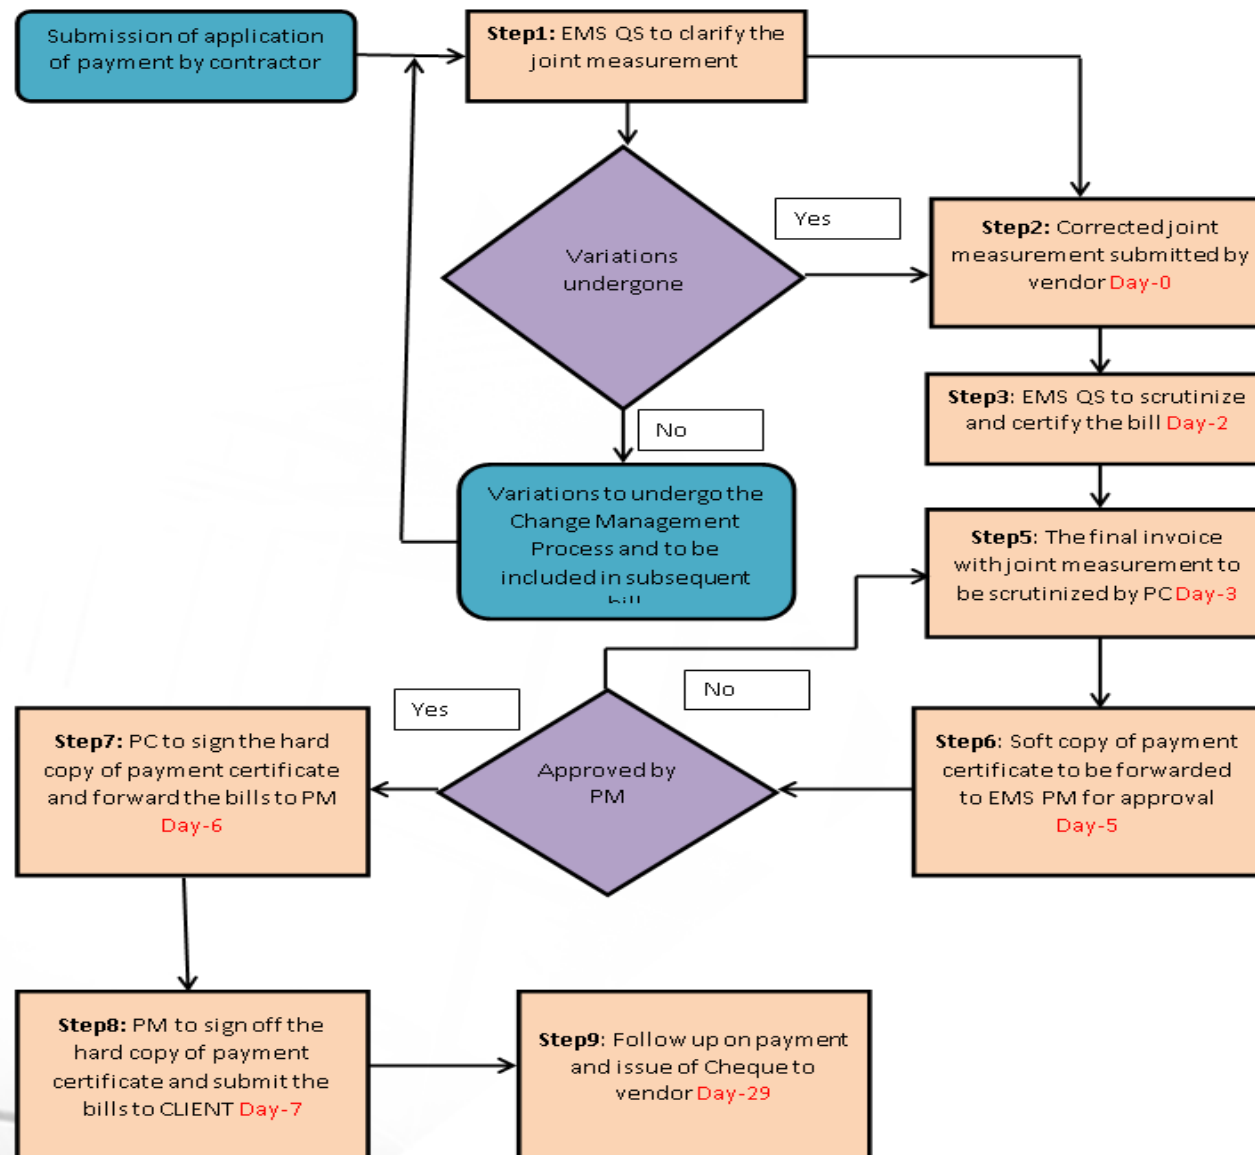 Submission of application
of payment by contractor
Step1: EMS QS to clarify the
joint measurement
Variations
undergone
Yes
Step2: Corrected joint
measurement submitted by
vendor Day-0
Step3: EMS QS to scrutinize
and certify the bill Day-2
No
Variations to undergo the
Change Management
Process and to be
included in subsequent
bill
Step5: The final invoice
with joint measurement to
be scrutinized by PC Day-3
No
Yes
Step7: PC to sign the hard
copy of payment certificate
and forward the bills to PM
Day-6
Approved by
PM
Step6: Soft copy of payment
certificate to be forwarded
to EMS PM for approval
Day-5
Step8: PM to sign off the
hard copy of payment
certificate and submit the
bills to CLIENT Day-7
Step9: Follow up on payment
and issue of Cheque to
vendor Day-29